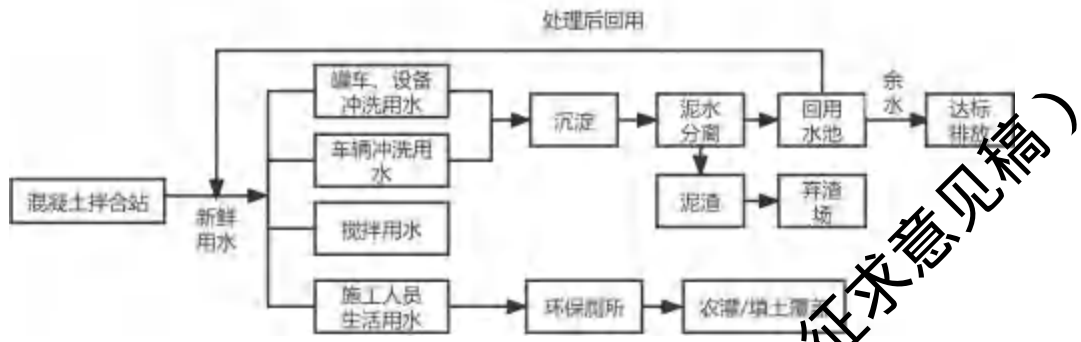 处理后回用
罐车、设备
冲洗用水
车辆冲洗用
水
沉淀
泥水
分离
回用
水池
余
水
达标
排放
混凝土拌合站
新鲜
用水
搅拌用水
泥渣
弃渣
场
施工人员
生活用水
环保厕所
农灌/填土覆盖
征求意见稿）